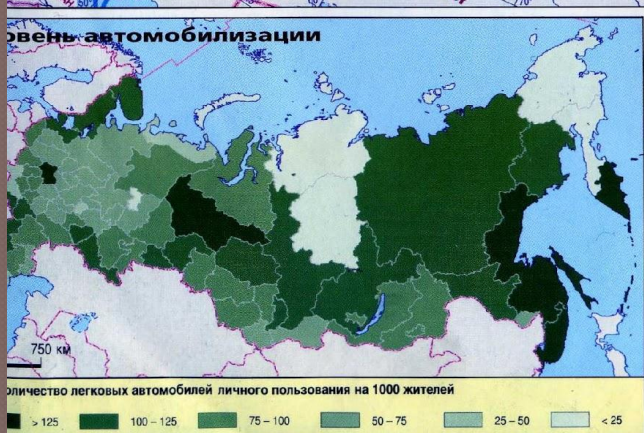 овень автомобилизации
750 км
оличество легковых автомобилей личного пользования на 1000 жителей
> 125 100 – 125 75 – 100 50 – 75 25 – 50 < 25